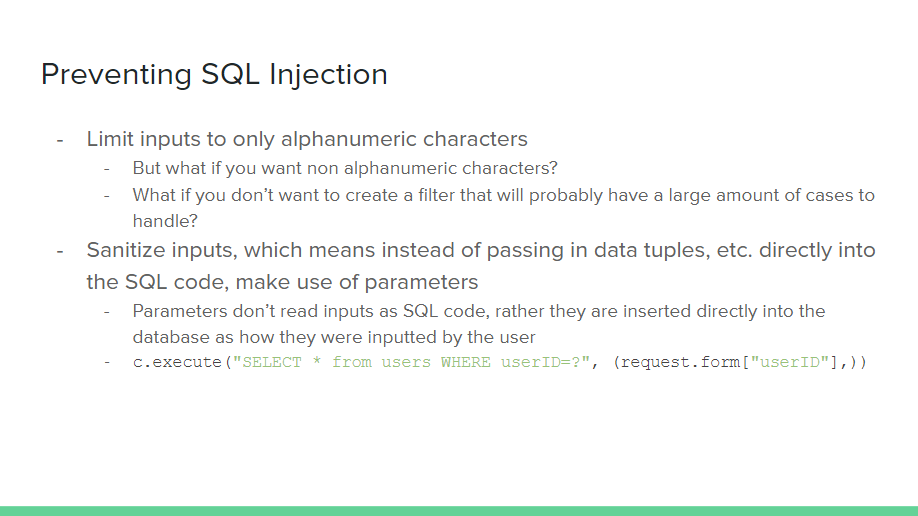 Preventing SQL Injection
- Limit inputs to only alphanumeric characters
- But what if you want non alphanumeric characters?
- What if you don’t want to create a filter that will probably have a large amount of cases to
handle?
- Sanitize inputs, which means instead of passing in data tuples, etc. directly into
the SQL code, make use of parameters
- Parameters don’t read inputs as SQL code, rather they are inserted directly into the
database as how they were inputted by the user
- c.execute("SELECT * from users WHERE userID=?", (request.form["userID"],))